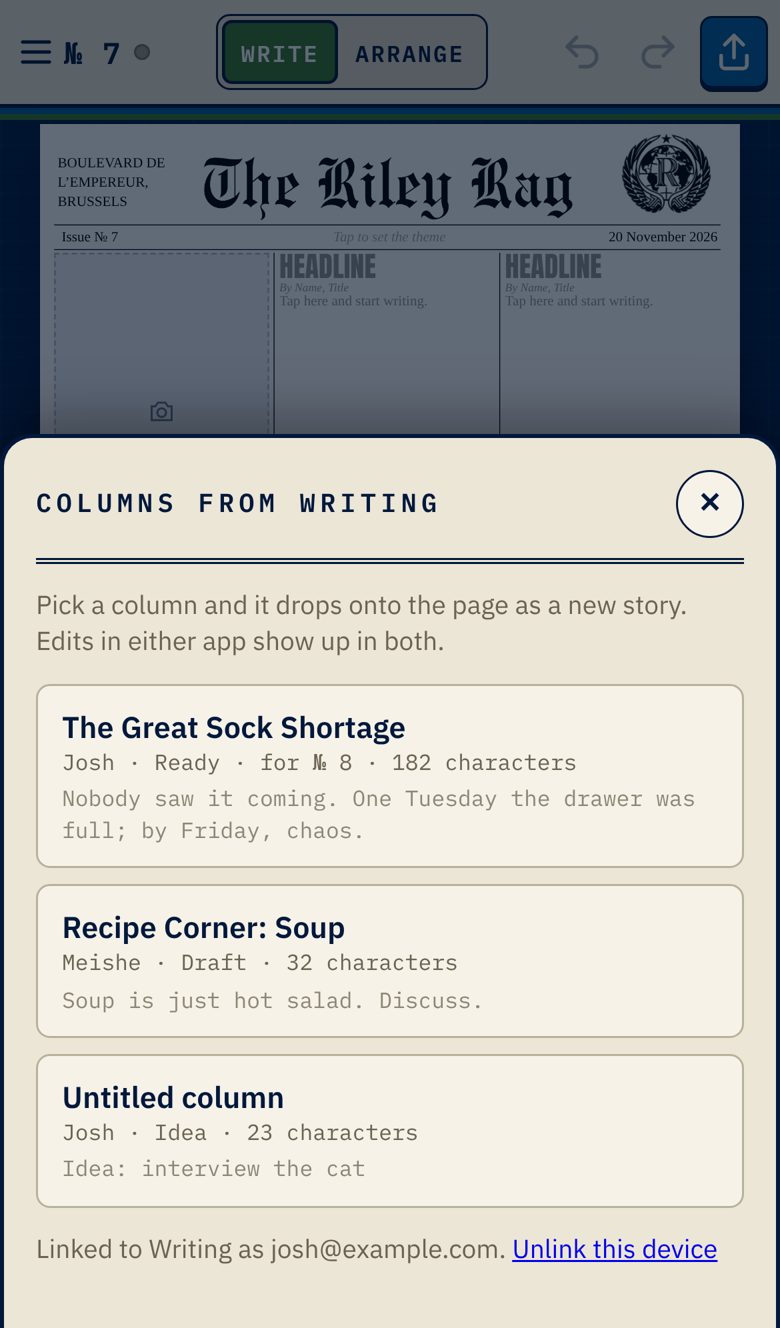 № 7
WRITE
ARRANGE
BOULEVARD DE
L'EMPEREUR,
BRUSSELS
The Riley Rag
R
Issue № 7
Tap to set the theme
20 November 2026
HEADLINE
By Name, Title
Tap here and start writing.
HEADLINE
By Name, Title
Tap here and start writing.
COLUMNS FROM WRITING
Pick a column and it drops onto the page as a new story.
Edits in either app show up in both.
The Great Sock Shortage
Josh · Ready · for № 8 · 182 characters
Nobody saw it coming. One Tuesday the drawer was
full; by Friday, chaos.
Recipe Corner: Soup
Meishe · Draft · 32 characters
Soup is just hot salad. Discuss.
Untitled column
Josh · Idea · 23 characters
Idea: interview the cat
Linked to Writing as josh@example.com. Unlink this device